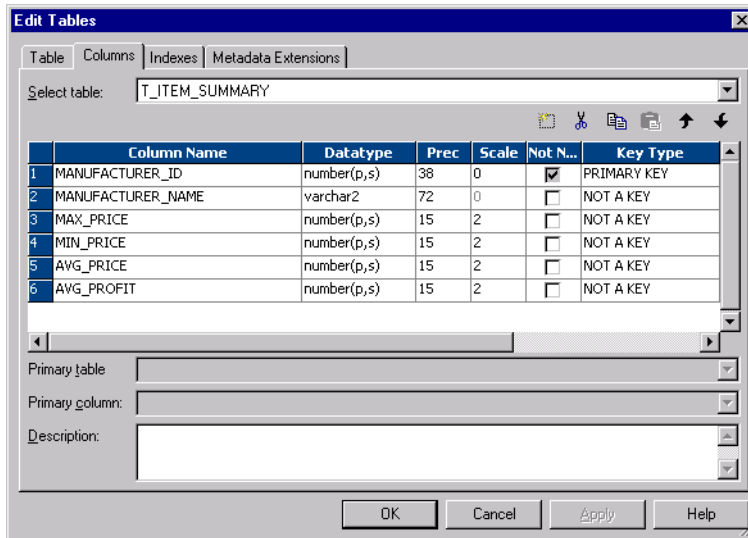 Edit Tables
Table Columns Indexes Metadata Extensions
Select table: T_ITEM_SUMMARY
Column Name Datatype Prec Scale Not N... Key Type
1 MANUFACTURER_ID number(p,s) 38 0 PRIMARY KEY
2 MANUFACTURER_NAME varchar2 72 0 NOT A KEY
3 MAX_PRICE number(p,s) 15 2 NOT A KEY
4 MIN_PRICE number(p,s) 15 2 NOT A KEY
5 AVG_PRICE number(p,s) 15 2 NOT A KEY
6 AVG_PROFIT number(p,s) 15 2 NOT A KEY
Primary table
Primary column:
Description:
OK Cancel Apply Help